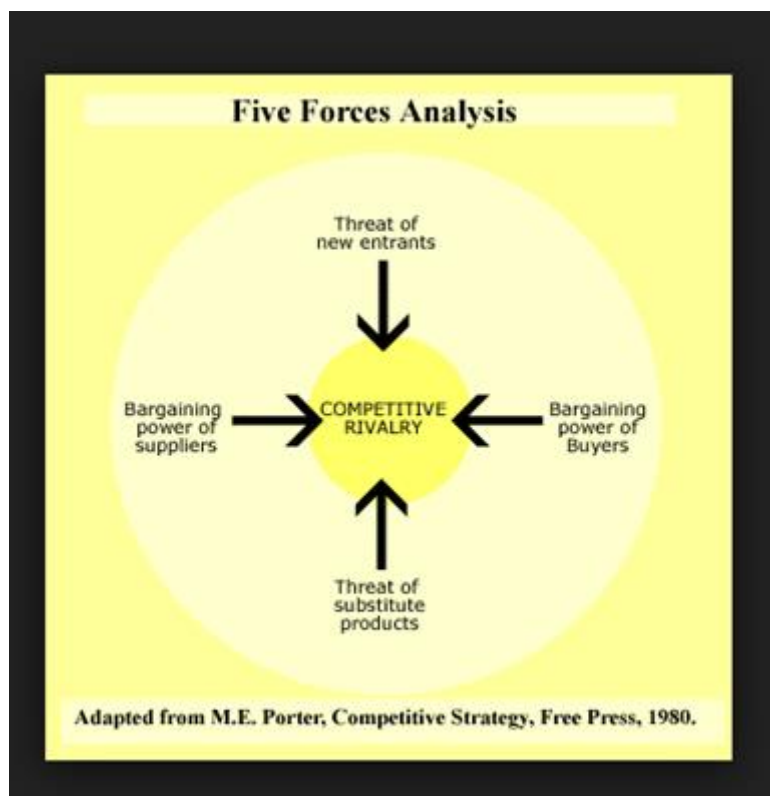 Five Forces Analysis
Threat of
new entrants
Bargaining
power of
suppliers
COMPETITIVE
RIVALRY
Bargaining
power of
Buyers
Threat of
substitute
products
Adapted from M.E. Porter, Competitive Strategy, Free Press, 1980.